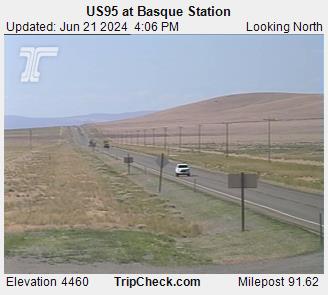 US95 at Basque Station
Updated: Jun 21 2024 4:06 PM Looking North
Elevation 4460 TripCheck.com Milepost 91.62